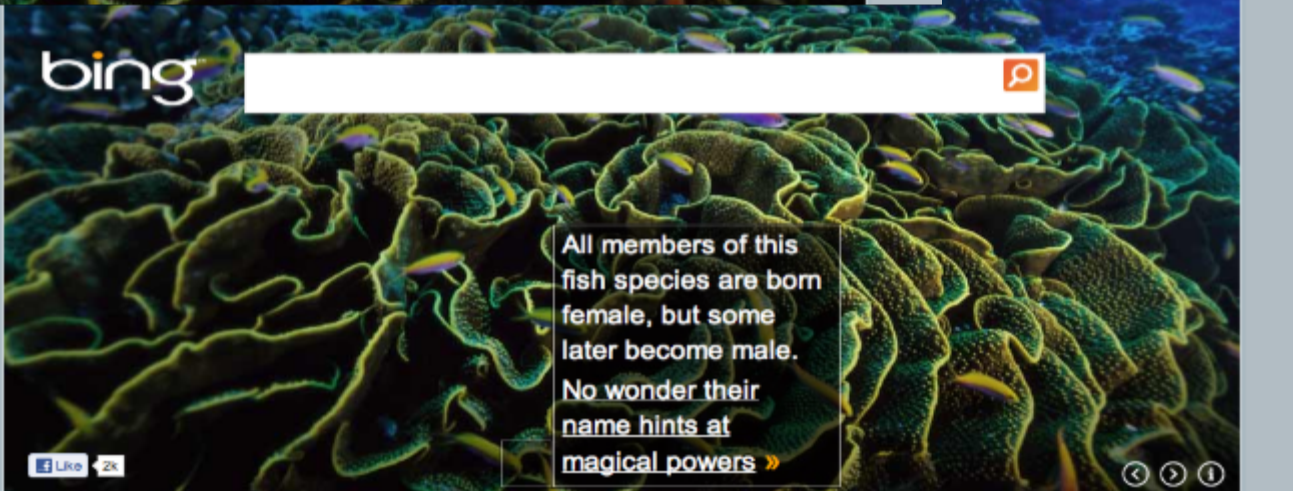 bing
All members of this
fish species are born
female, but some
later become male.
No wonder their
name hints at
magical powers »
Like 2k